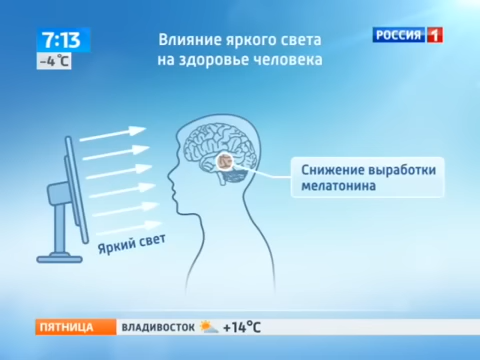 7:13
-4°C
Влияние яркого света
на здоровье человека
РОССИЯ 1
Снижение выработки
мелатонина
Яркий свет
ПЯТНИЦА
ВЛАДИВОСТОК +14°C